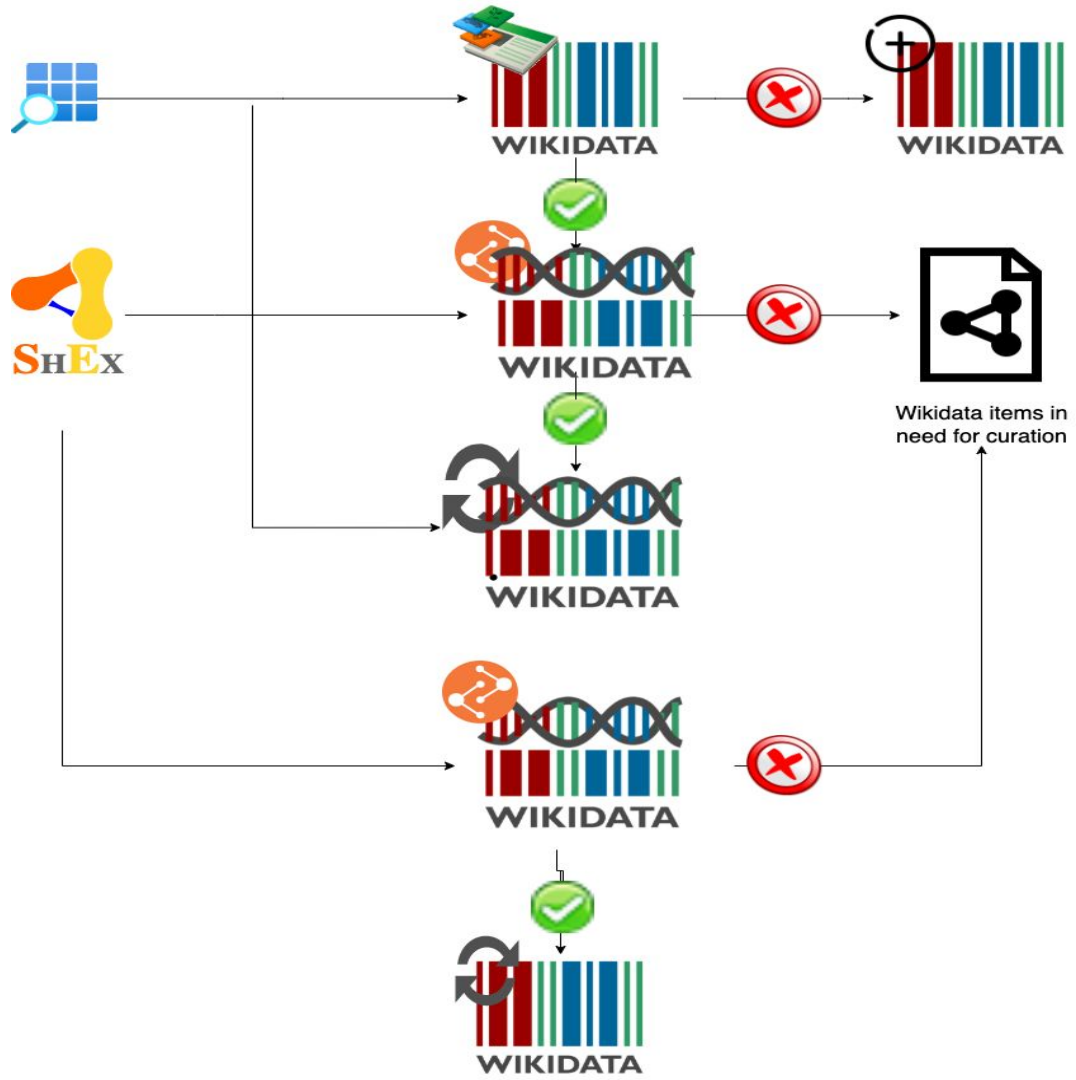 WIKIDATA
WIKIDATA
WIKIDATA
SHEX
Wikidata items in
need for curation
WIKIDATA
WIKIDATA
WIKIDATA